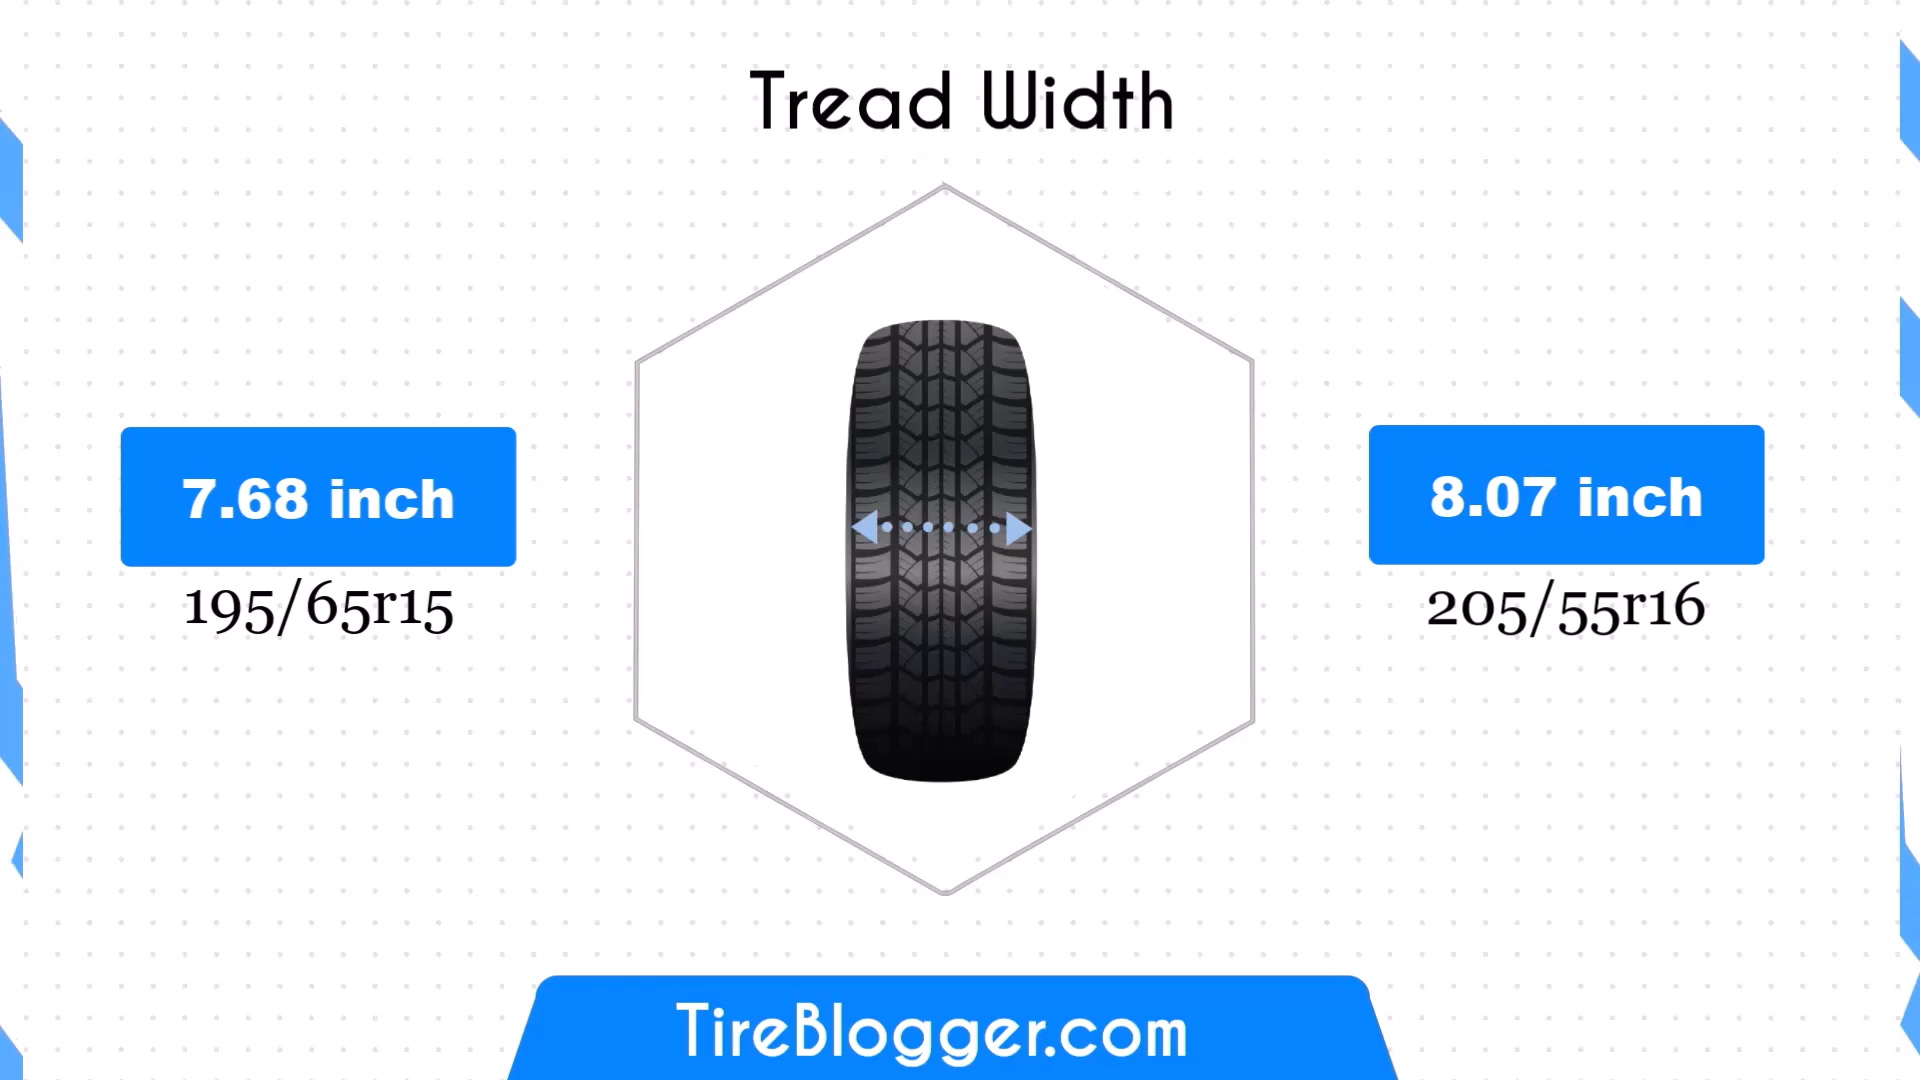 Tread Width
7.68 inch
195/65r15
8.07 inch
205/55r16
TireBlogger.com